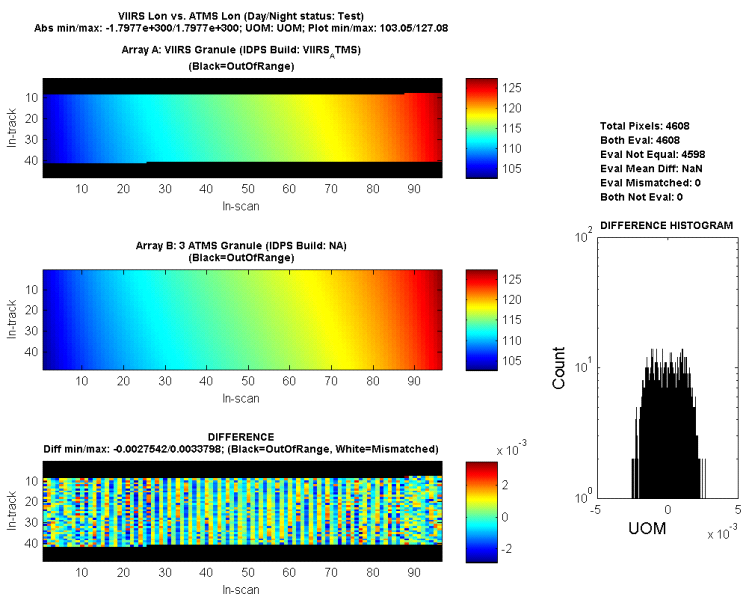 VIIRS Lon vs. ATMS Lon (Day/Night status: Test)
Abs min/max: -1.7977e+300/1.7977e+300; UOM: UOM; Plot min/max: 103.05/127.08
Array A: VIIRS Granule (IDPS Build: VIIRS_ATMS)
(Black=OutOfRange)
10
20
30
40
In-track
10 20 30 40 50 60 70 80 90
In-scan
125
120
115
110
105
Total Pixels: 4608
Both Eval: 4608
Eval Not Equal: 4598
Eval Mean Diff: NaN
Eval Mismatched: 0
Both Not Eval: 0
Array B: 3 ATMS Granule (IDPS Build: NA)
(Black=OutOfRange)
10
20
30
40
In-track
10 20 30 40 50 60 70 80 90
In-scan
125
120
115
110
105
DIFFERENCE
Diff min/max: -0.0027542/0.0033798; (Black=OutOfRange, White=Mismatched)
10
20
30
40
In-track
10 20 30 40 50 60 70 80 90
In-scan
x 10^-3
2
0
-2
DIFFERENCE HISTOGRAM
10^2
10^1
10^0
Count
-5 0 5
UOM
x 10^-3